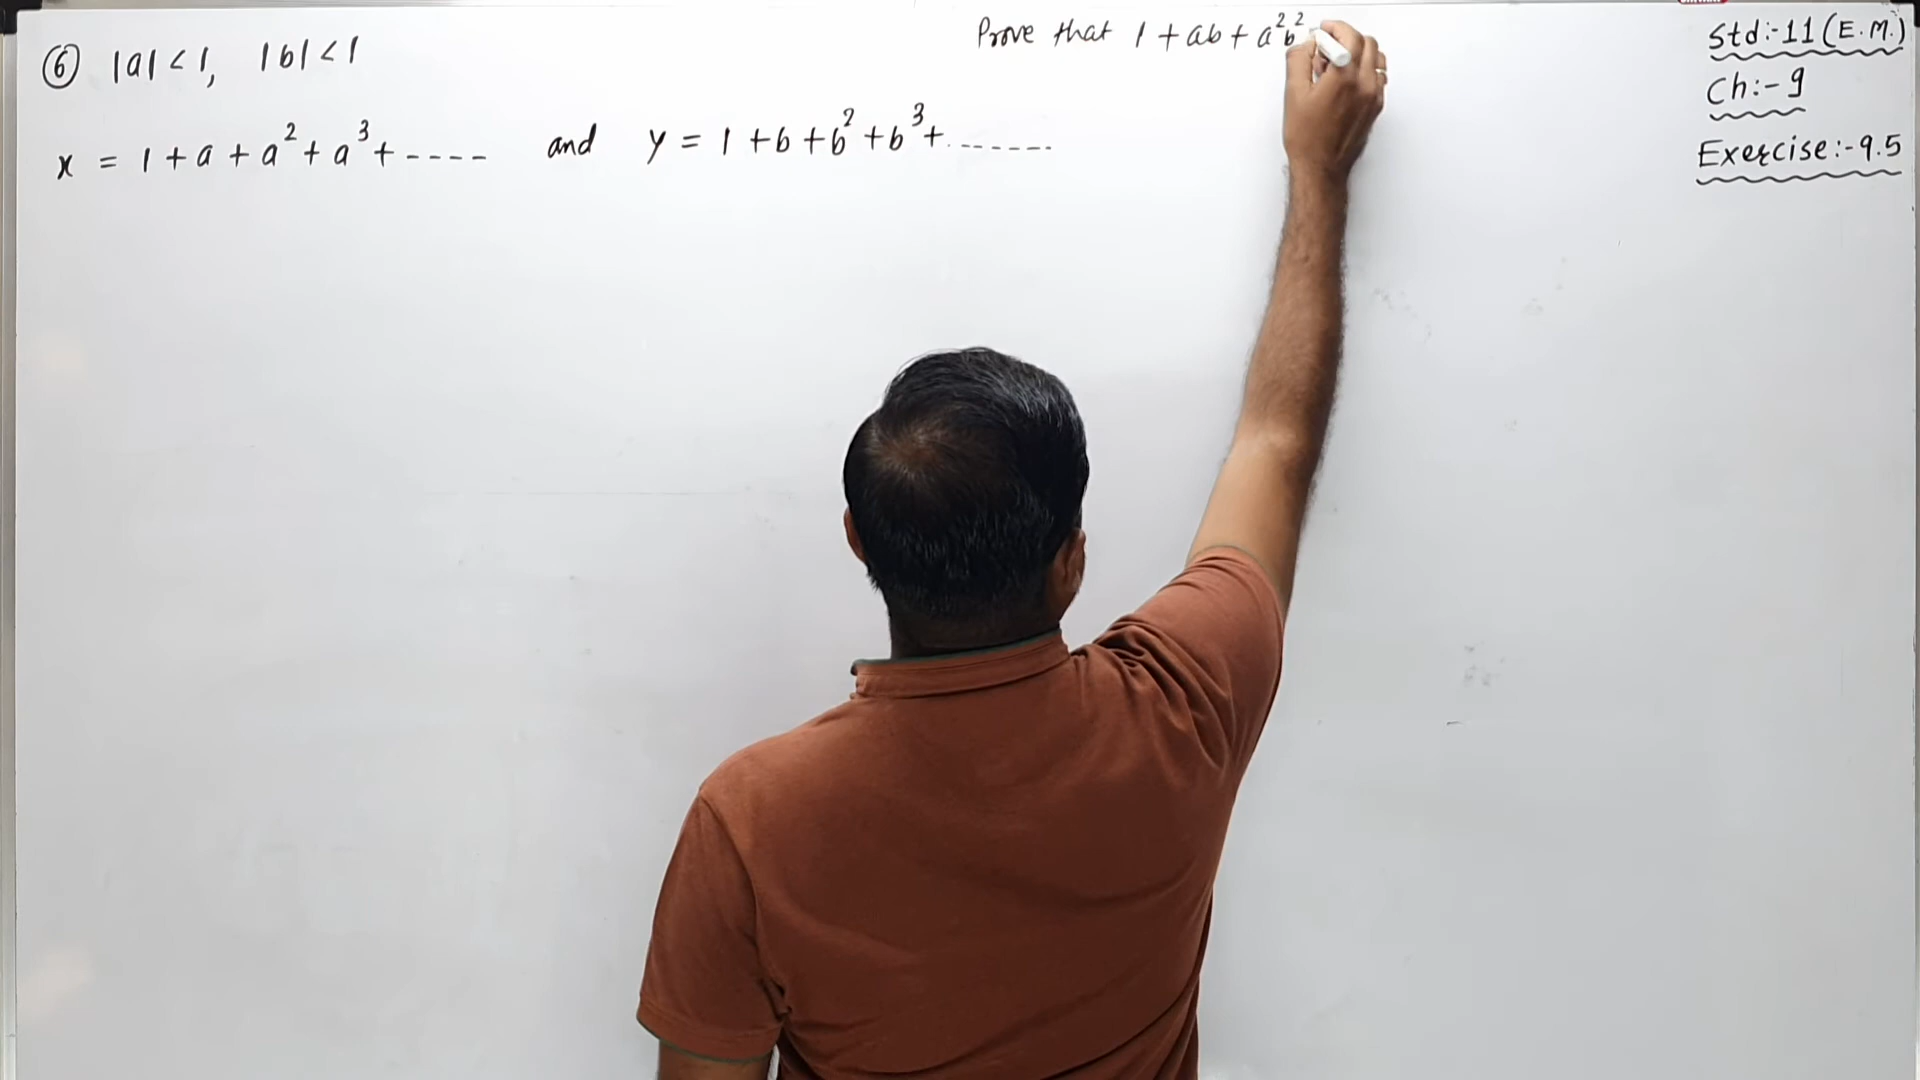 Prove that 1 + ab + a²b²
⑥ |a| < 1, |b| < 1
x = 1 + a + a² + a³ + ---- and y = 1 + b + b² + b³ + .------
Std:-11 (E.M.)
Ch:- 9
Exercise:-9.5